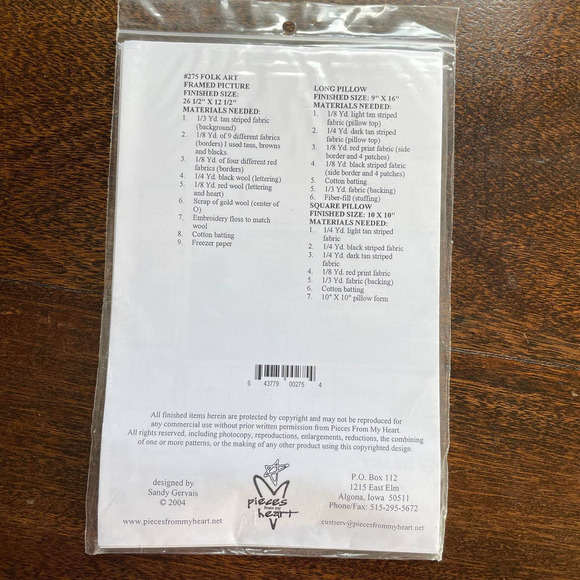 #275 FOLK ART
FRAMED PICTURE
FINISHED SIZE:
26 1/2" X 12 1/2"
MATERIALS NEEDED:
1. 1/3 Yd. tan striped fabric
(background)
2. 1/8 Yd. of 9 different fabrics
(borders) I used tans, browns
and blacks.
3. 1/8 Yd. of four different red
fabrics (borders)
4. 1/4 Yd. black wool (lettering)
5. 1/8 Yd. red wool (lettering
and heart)
6. Scrap of gold wool (center of
O)
7. Embroidery floss to match
wool
8. Cotton batting
9. Freezer paper
LONG PILLOW
FINISHED SIZE: 9" X 16"
MATERIALS NEEDED:
1. 1/8 Yd. light tan striped
fabric (pillow top)
2. 1/4 Yd. dark tan striped
fabric (pillow top)
3. 1/8 Yd. red print fabric (side
border and 4 patches)
4. 1/8 Yd. black striped fabric
(side border and 4 patches)
5. Cotton batting
5. 1/3 Yd. fabric (backing)
6. Fiber-fill (stuffing)
SQUARE PILLOW
FINISHED SIZE: 10 X 10"
MATERIALS NEEDED:
1. 1/4 Yd. light tan striped
fabric
2. 1/4 Yd. black striped fabric
3. 1/4 Yd. dark tan striped
fabric
4. 1/8 Yd. red print fabric
5. 1/3 Yd. fabric (backing)
6. Cotton batting
7. 10" X 10" pillow form
6 43779 00275 4
All finished items herein are protected by copyright and may not be reproduced for
any commercial use without prior written permission from Pieces From My Heart.
All rights reserved, including photocopy, reproductions, enlargements, reductions, the combining
of one or more patterns, or the making of any other product using this copyrighted design.
designed by
Sandy Gervais
© 2004
www.piecesfrommyheart.net
pieces
from my
heart
P.O. Box 112
1215 East Elm
Algona, Iowa 50511
Phone/Fax: 515-295-5672
custserv@piecesfrommyheart.net